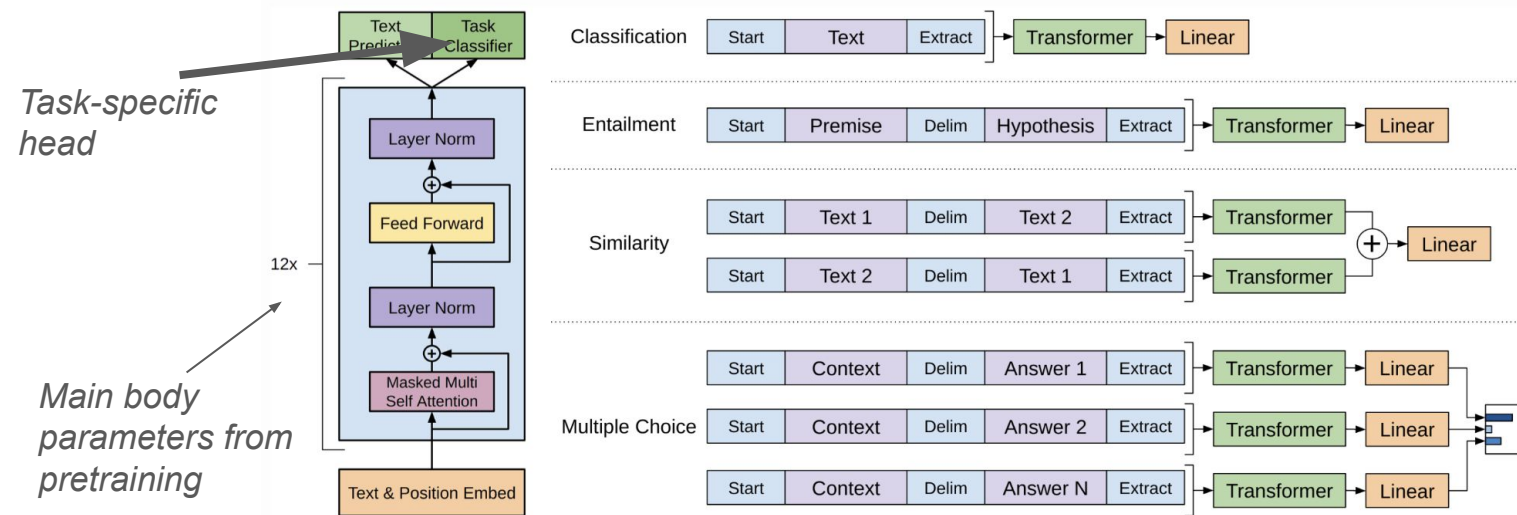 Text
Predict
Task
Classifier
Task-specific
head
Layer Norm
+
Feed Forward
12x
Layer Norm
+
Masked Multi
Self Attention
Main body
parameters from
pretraining
Text & Position Embed
Classification
Start Text Extract Transformer Linear
Entailment
Start Premise Delim Hypothesis Extract Transformer Linear
Similarity
Start Text 1 Delim Text 2 Extract Transformer
+ Linear
Start Text 2 Delim Text 1 Extract Transformer
Multiple Choice
Start Context Delim Answer 1 Extract Transformer Linear
Start Context Delim Answer 2 Extract Transformer Linear
Start Context Delim Answer N Extract Transformer Linear